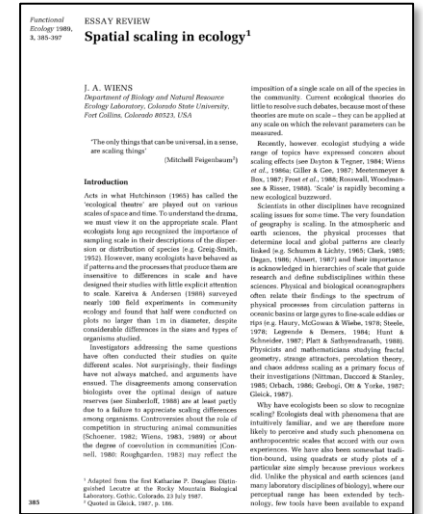 Functional
Ecology 1989,
3, 385-397
ESSAY REVIEW
Spatial scaling in ecology¹
J. A. WIENS
Department of Biology and Natural Resource
Ecology Laboratory, Colorado State University,
Fort Collins, Colorado 80523, USA
'The only things that can be universal, in a sense,
are scaling things'
(Mitchell Feigenbaum²)
Introduction
Acts in what Hutchinson (1965) has called the
'ecological theatre' are played out on various
scales of space and time. To understand the drama,
we must view it on the appropriate scale. Plant
ecologists long ago recognized the importance of
sampling scale in their descriptions of the disper-
sion or distribution of species (e.g. Greig-Smith,
1952). However, many ecologists have behaved as
if patterns and the processes that produce them are
insensitive to differences in scale and have
designed their studies with little explicit attention
to scale. Kareiva & Andersen (1988) surveyed
nearly 100 field experiments in community
ecology and found that half were conducted on
plots no larger than 1m in diameter, despite
considerable differences in the sizes and types of
organisms studied.
Investigators addressing the same questions
have often conducted their studies on quite
different scales. Not surprisingly, their findings
have not always matched, and arguments have
ensued. The disagreements among conservation
biologists over the optimal design of nature
reserves (see Simberloff, 1988) are at least partly
due to a failure to appreciate scaling differences
among organisms. Controversies about the role of
competition in structuring animal communities
(Schoener, 1982; Wiens, 1983, 1989) or about
the degree of coevolution in communities (Con-
nell, 1980; Roughgarden, 1983) may reflect the
¹ Adapted from the first Katharine P. Douglass Distin-
guished Lecture at the Rocky Mountain Biological
Laboratory, Gothic, Colorado, 23 July 1987.
² Quoted in Gleick, 1987, p. 186.
385
imposition of a single scale on all of the species in
the community. Current ecological theories do
little to resolve such debates, because most of these
theories are mute on scale – they can be applied at
any scale on which the relevant parameters can be
measured.
Recently, however, ecologist studying a wide
range of topics have expressed concern about
scaling effects (see Dayton & Tegner, 1984; Wiens
et al., 1986a; Giller & Gee, 1987; Meentemeyer &
Box, 1987; Frost et al., 1988; Rosswall, Woodman-
see & Risser, 1988). 'Scale' is rapidly becoming a
new ecological buzzword.
Scientists in other disciplines have recognized
scaling issues for some time. The very foundation
of geography is scaling. In the atmospheric and
earth sciences, the physical processes that
determine local and global patterns are clearly
linked (e.g. Schumm & Lichty, 1965; Clark, 1985;
Dagan, 1986; Ahnert, 1987) and their importance
is acknowledged in hierarchies of scale that guide
research and define subdisciplines within these
sciences. Physical and biological oceanographers
often relate their findings to the spectrum of
physical processes from circulation patterns in
oceanic basins or large gyres to fine-scale eddies or
rips (e.g. Haury, McGowan & Wiebe, 1978; Steele,
1978; Legendre & Demers, 1984; Hunt &
Schneider, 1987; Platt & Sathyendranath, 1988).
Physicists and mathematicians studying fractal
geometry, strange attractors, percolation theory,
and chaos address scaling as a primary focus of
their investigations (Nittman, Daccord & Stanley,
1985; Orbach, 1986; Grebogi, Ott & Yorke, 1987;
Gleick, 1987).
Why have ecologists been so slow to recognize
scaling? Ecologists deal with phenomena that are
intuitively familiar, and we are therefore more
likely to perceive and study such phenomena on
anthropocentric scales that accord with our own
experiences. We have also been somewhat tradi-
tion-bound, using quadrats or study plots of a
particular size simply because previous workers
did. Unlike the physical and earth sciences (and
many laboratory disciplines of biology), where our
perceptual range has been extended by tech-
nology, few tools have been available to expand